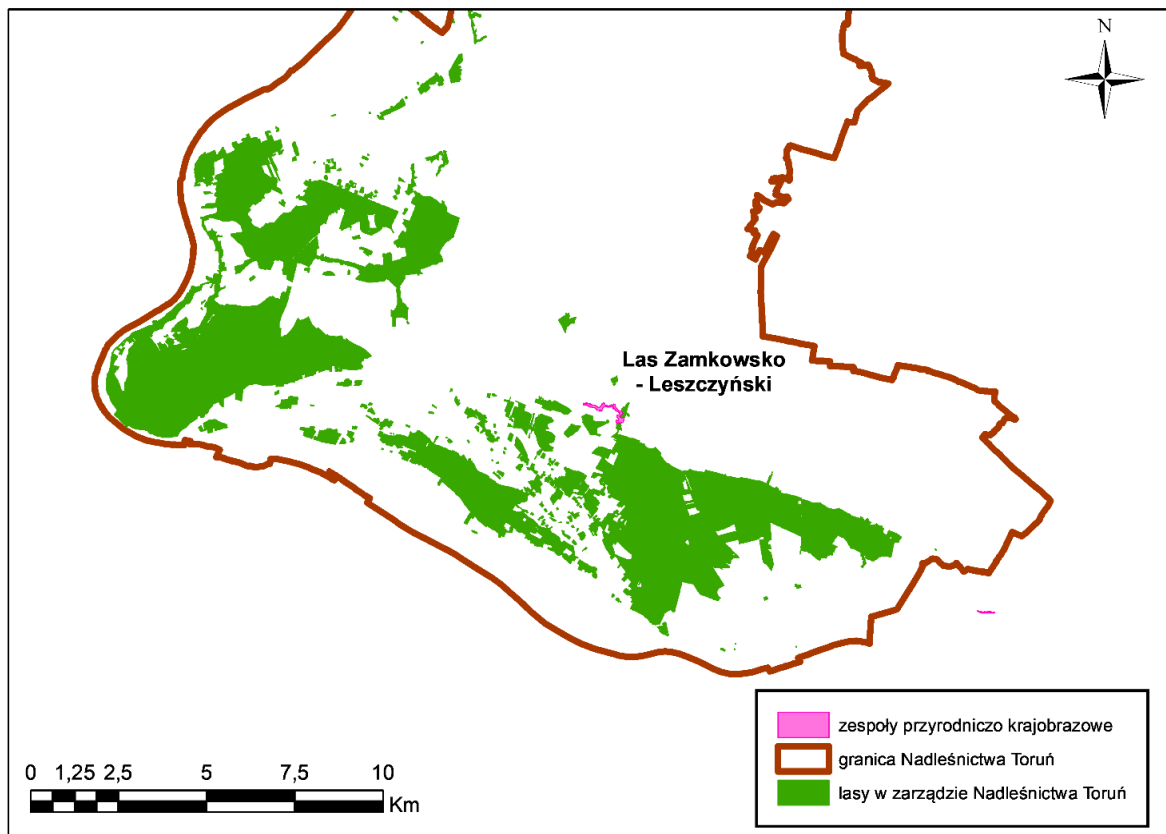 N
Las Zamkowsko
- Leszczyński
zespoły przyrodniczo krajobrazowe
granica Nadleśnictwa Toruń
lasy w zarządzie Nadleśnictwa Toruń
0 1,25 2,5 5 7,5 10
Km